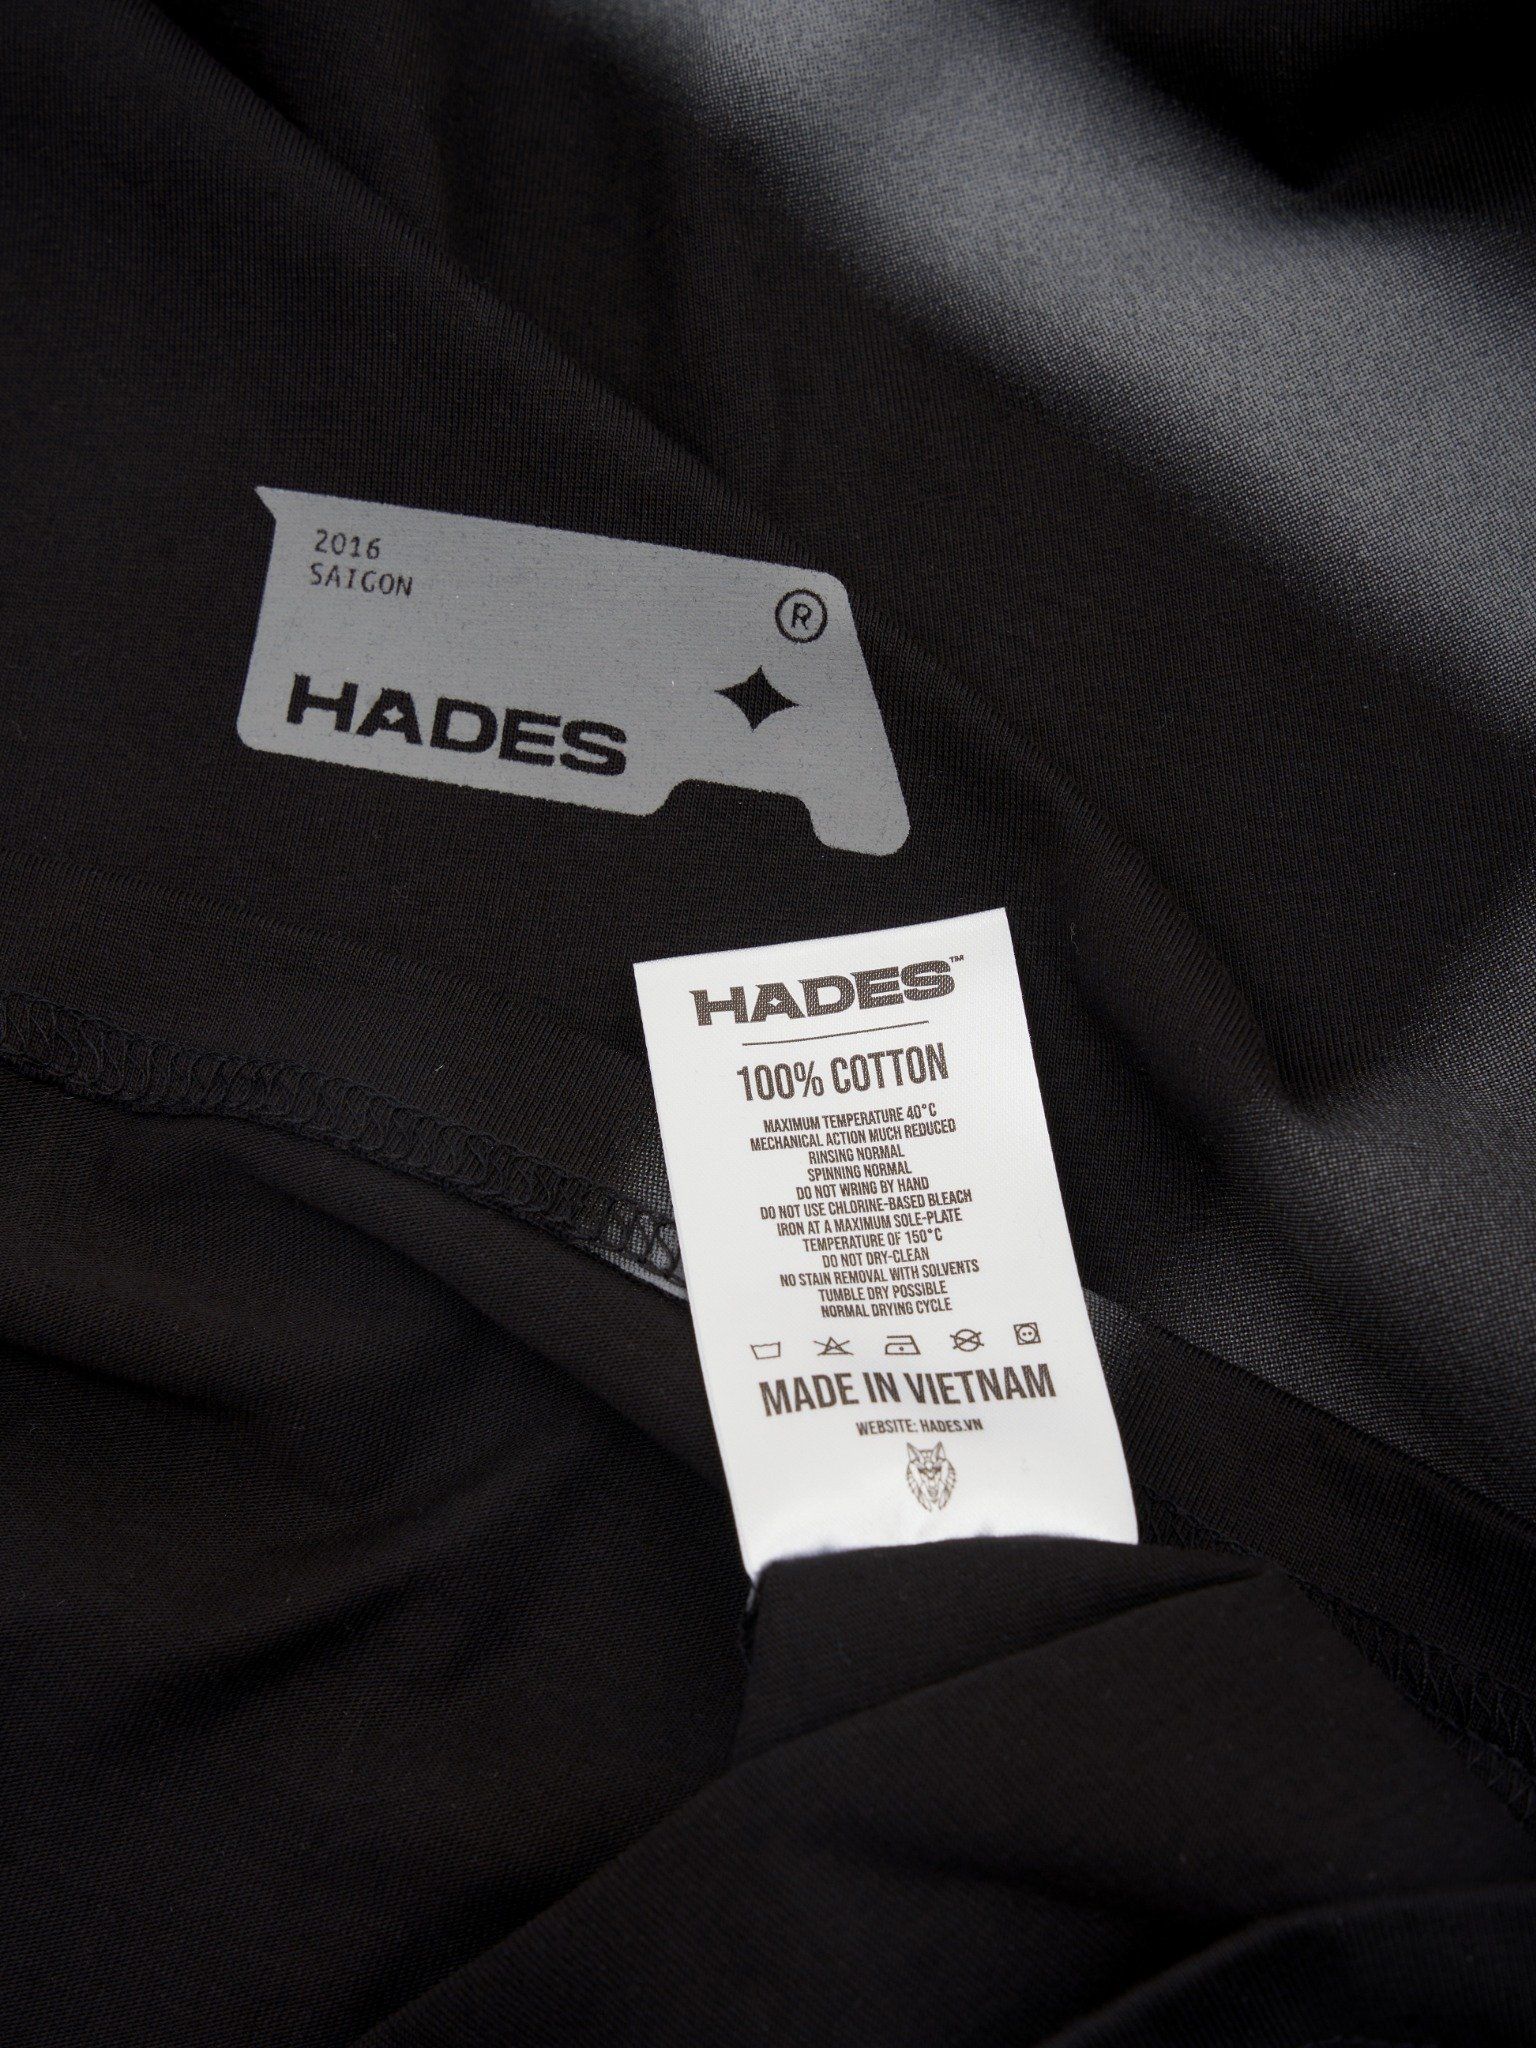 2016
SAIGON
®
HADES
HADES™
100% COTTON
MAXIMUM TEMPERATURE 40°C
MECHANICAL ACTION MUCH REDUCED
RINSING NORMAL
SPINNING NORMAL
DO NOT WRING BY HAND
DO NOT USE CHLORINE-BASED BLEACH
IRON AT A MAXIMUM SOLE-PLATE
TEMPERATURE OF 150°C
DO NOT DRY-CLEAN
NO STAIN REMOVAL WITH SOLVENTS
TUMBLE DRY POSSIBLE
NORMAL DRYING CYCLE
MADE IN VIETNAM
WEBSITE: HADES.VN